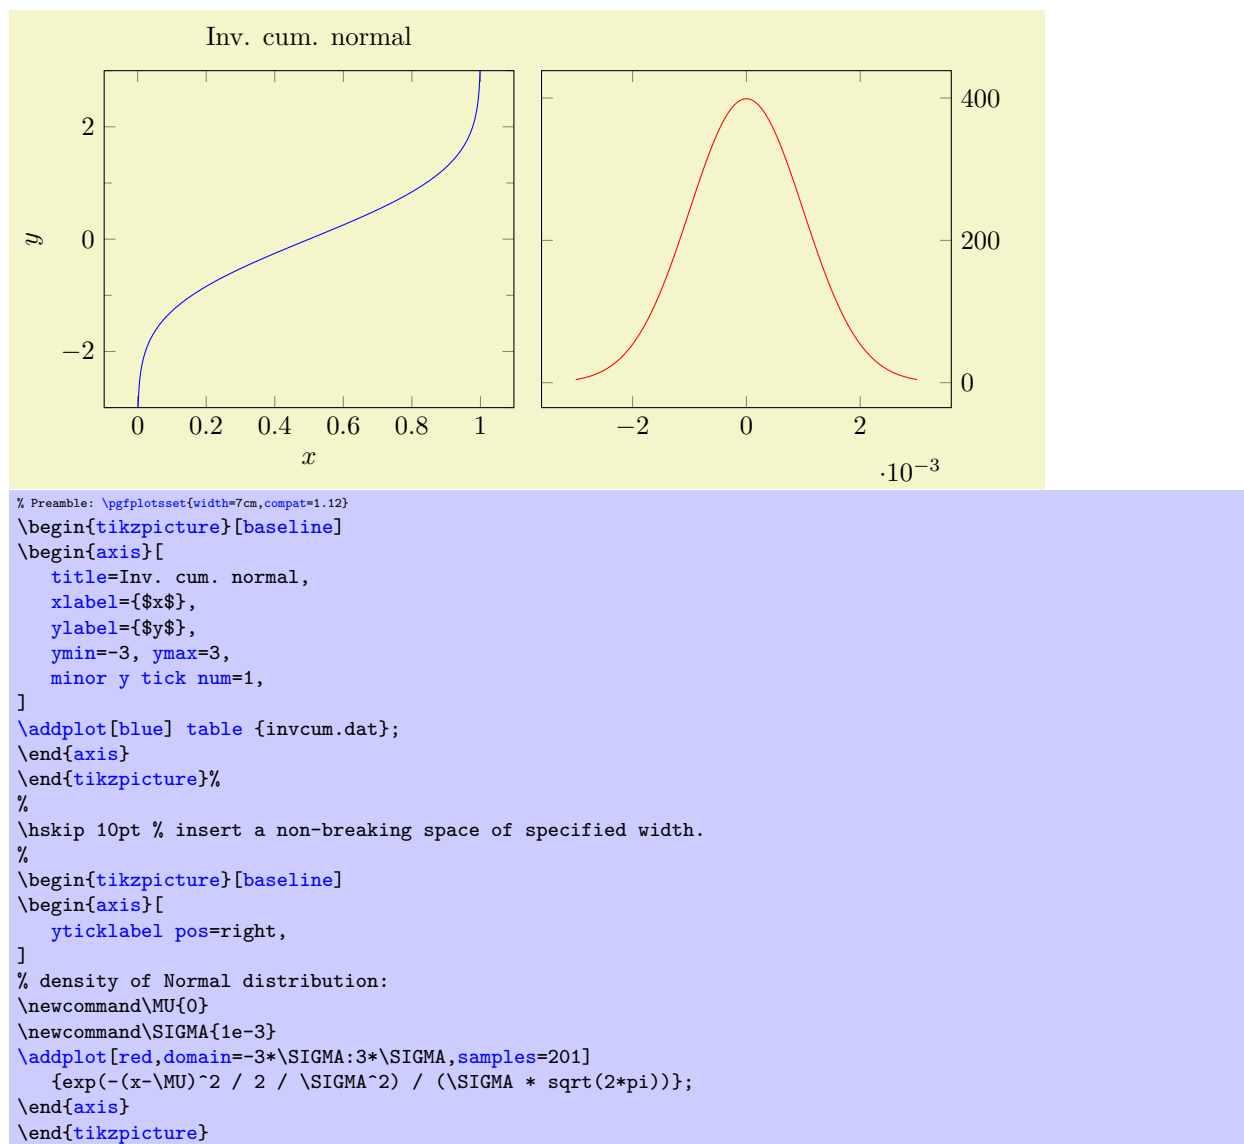 Inv. cum. normal
2
0
−2
y
0 0.2 0.4 0.6 0.8 1
x
400
200
0
−2 0 2
·10⁻³
% Preamble: \pgfplotsset{width=7cm,compat=1.12}
\begin{tikzpicture}[baseline]
\begin{axis}[
   title=Inv. cum. normal,
   xlabel={$x$},
   ylabel={$y$},
   ymin=-3, ymax=3,
   minor y tick num=1,
]
\addplot[blue] table {invcum.dat};
\end{axis}
\end{tikzpicture}%
%
\hskip 10pt % insert a non-breaking space of specified width.
%
\begin{tikzpicture}[baseline]
\begin{axis}[
   yticklabel pos=right,
]
% density of Normal distribution:
\newcommand\MU{0}
\newcommand\SIGMA{1e-3}
\addplot[red,domain=-3*\SIGMA:3*\SIGMA,samples=201]
   {exp(-(x-\MU)^2 / 2 / \SIGMA^2) / (\SIGMA * sqrt(2*pi))};
\end{axis}
\end{tikzpicture}